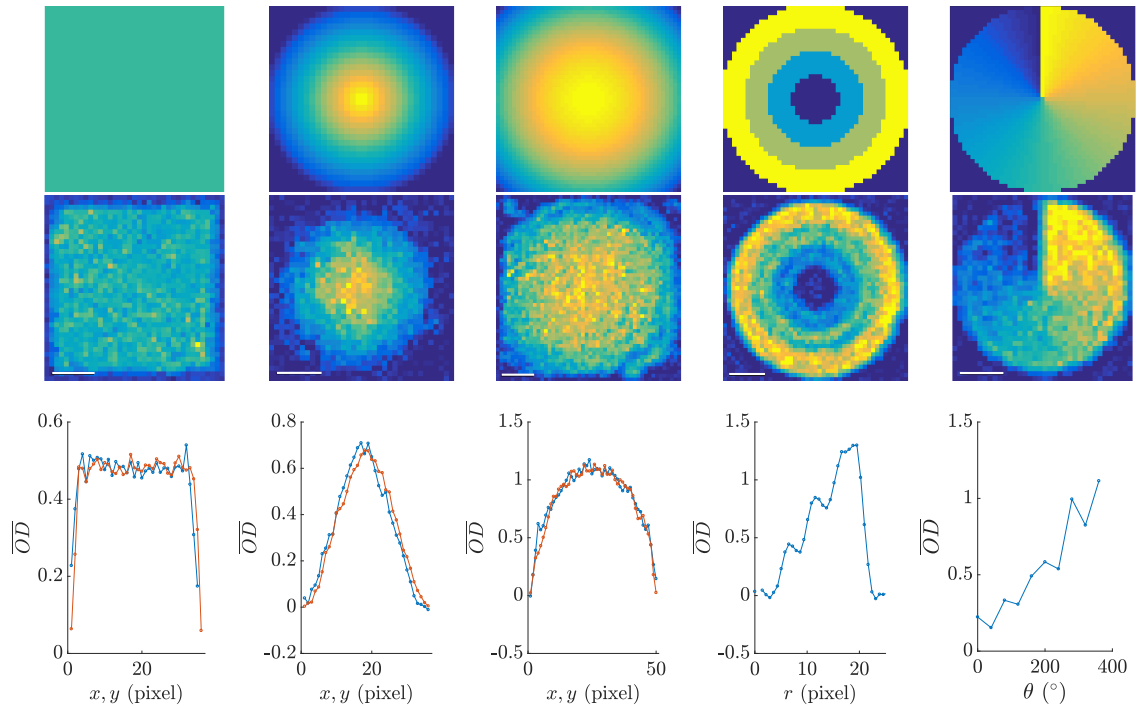 0.6 0.4 0.2 0
OD
0 20
x, y (pixel)
0.8 0.6 0.4 0.2 0 -0.2
OD
0 20
x, y (pixel)
1.5 1 0.5 0 -0.5
OD
0 50
x, y (pixel)
1.5 1 0.5 0 -0.5
OD
0 10 20
r (pixel)
1.5 1 0.5 0
OD
0 200 400
θ (°)